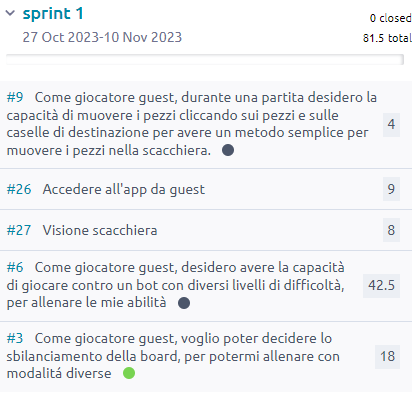 sprint 1
0 closed
27 Oct 2023-10 Nov 2023
81.5 total
#9 Come giocatore guest, durante una partita desidero la
capacità di muovere i pezzi cliccando sui pezzi e sulle
caselle di destinazione per avere un metodo semplice per
muovere i pezzi nella scacchiera.
4
#26 Accedere all'app da guest
9
#27 Visione scacchiera
8
#6 Come giocatore guest, desidero avere la capacità
di giocare contro un bot con diversi livelli di difficoltà,
per allenare le mie abilità
42.5
#3 Come giocatore guest, voglio poter decidere lo
sbilanciamento della board, per potermi allenare con
modalitá diverse
18